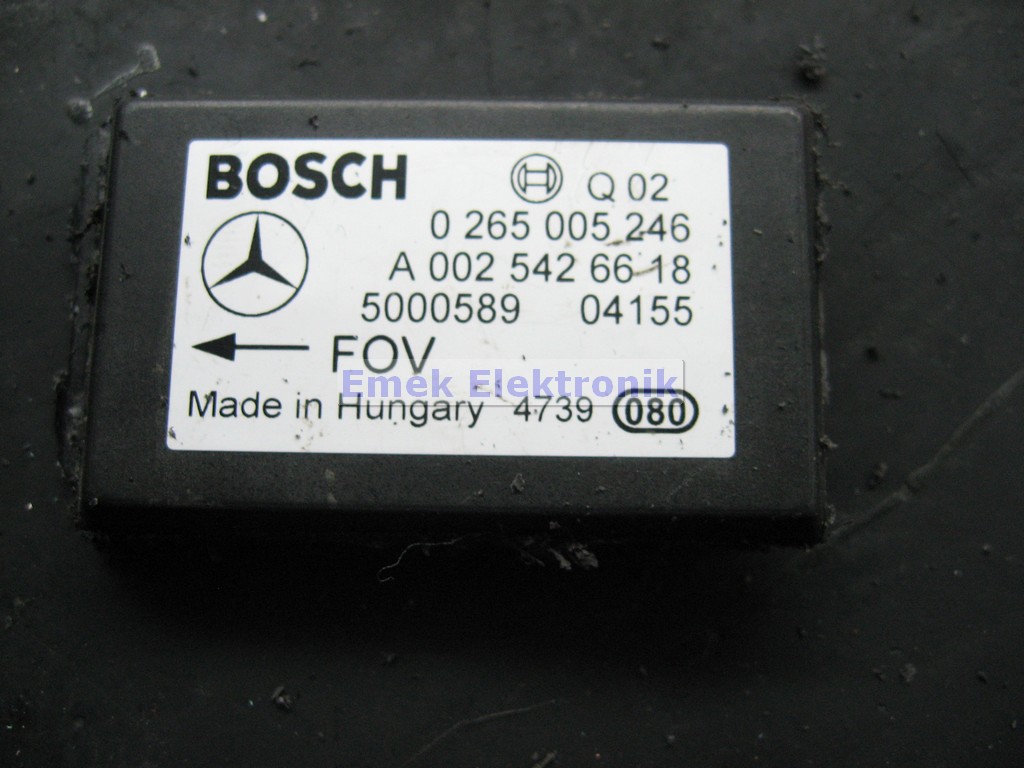 BOSCH Q 02
0 265 005 246
A 002 542 66 18
5000589 04155
FOV
Emek Elektronik
Made in Hungary 4739 080